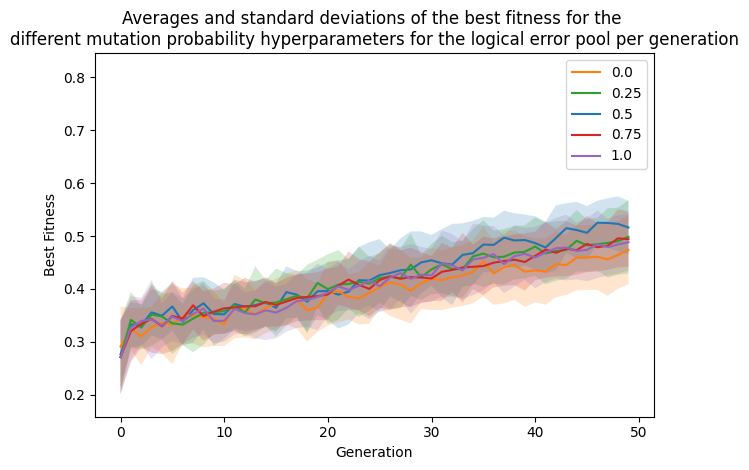 Averages and standard deviations of the best fitness for the
different mutation probability hyperparameters for the logical error pool per generation
0.8
0.7
0.6
0.5
0.4
0.3
0.2
Best Fitness
0.0
0.25
0.5
0.75
1.0
0 10 20 30 40 50
Generation